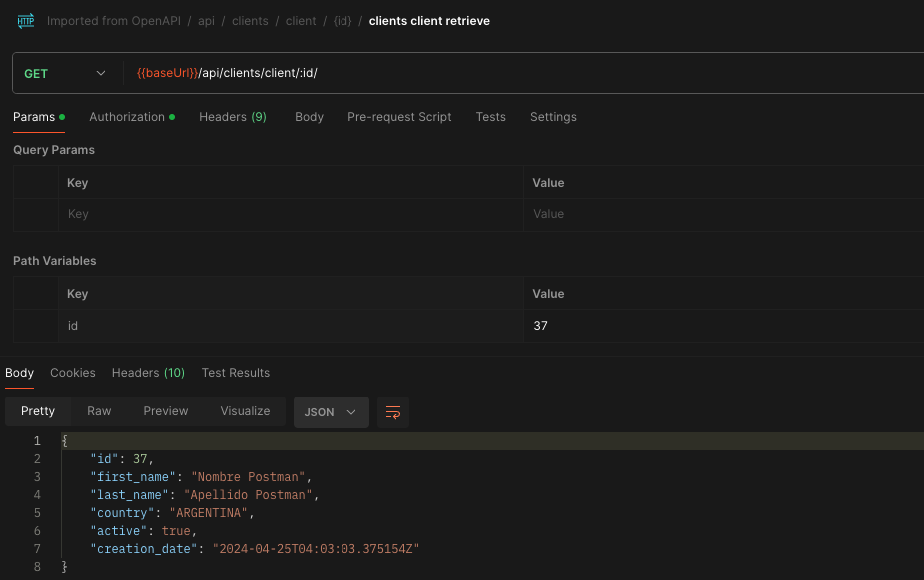 HTTP Imported from OpenAPI / api / clients / client / {id} / clients client retrieve
GET {{baseUrl}}/api/clients/client/:id/
Params Authorization Headers (9) Body Pre-request Script Tests Settings
Query Params
Key Value
Key Value
Path Variables
Key Value
id 37
Body Cookies Headers (10) Test Results
Pretty Raw Preview Visualize JSON
1 {
2 "id": 37,
3 "first_name": "Nombre Postman",
4 "last_name": "Apellido Postman",
5 "country": "ARGENTINA",
6 "active": true,
7 "creation_date": "2024-04-25T04:03:03.375154Z"
8 }